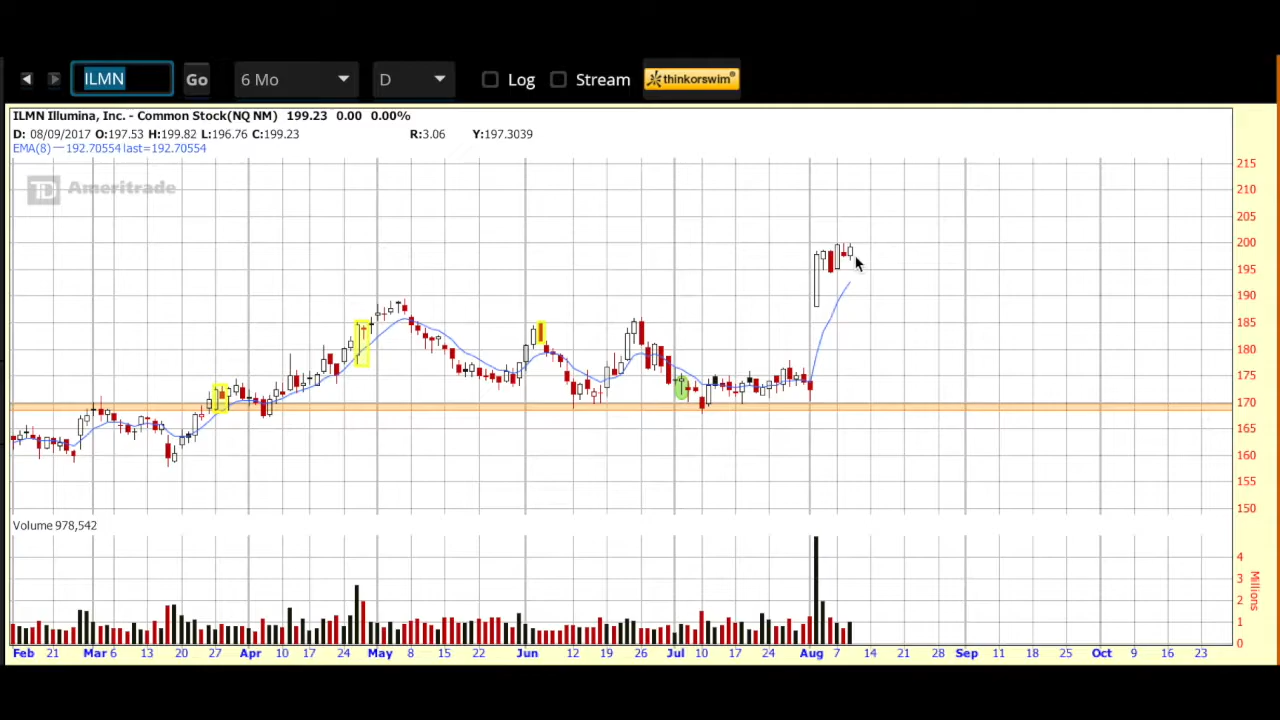 ILMN Go 6 Mo D Log Stream thinkorswim®
ILMN Illumina, Inc. - Common Stock(NQ NM) 199.23 0.00 0.00%
D: 08/09/2017 O:197.53 H:199.82 L:196.76 C:199.23 R:3.06 Y:197.3039
EMA(8) —192.70554 last=192.70554
TD Ameritrade
215
210
205
200
195
190
185
180
175
170
165
160
155
150
Volume 978,542
4
3
2
1
0
Millions
Feb 21 Mar 6 13 20 27 Apr 10 17 24 May 8 15 22 Jun 12 19 26 Jul 10 17 24 Aug 7 14 21 28 Sep 11 18 25 Oct 9 16 23